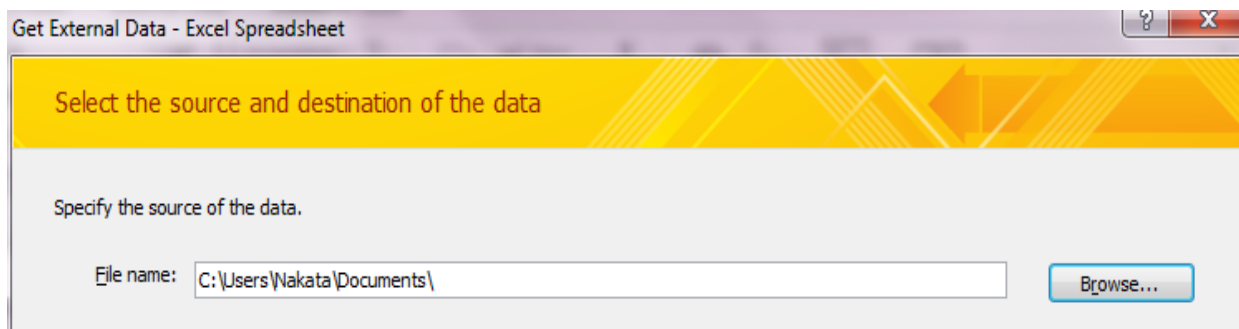 Get External Data - Excel Spreadsheet
?
X
Select the source and destination of the data
Specify the source of the data.
File name: C:\Users\Nakata\Documents\ Browse...